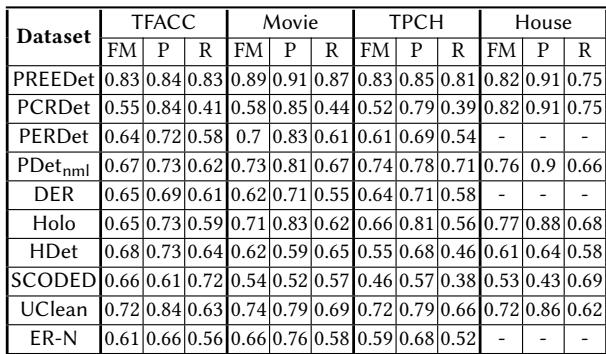 Dataset TFACC Movie TPCH House
FM P R FM P R FM P R FM P R
PREEDet 0.83 0.84 0.83 0.89 0.91 0.87 0.83 0.85 0.81 0.82 0.91 0.75
PCRDet 0.55 0.84 0.41 0.58 0.85 0.44 0.52 0.79 0.39 0.82 0.91 0.75
PERDet 0.64 0.72 0.58 0.7 0.83 0.61 0.61 0.69 0.54 - - -
PDetnml 0.67 0.73 0.62 0.73 0.81 0.67 0.74 0.78 0.71 0.76 0.9 0.66
DER 0.65 0.69 0.61 0.62 0.71 0.55 0.64 0.71 0.58 - - -
Holo 0.65 0.73 0.59 0.71 0.83 0.62 0.66 0.81 0.56 0.77 0.88 0.68
HDet 0.68 0.73 0.64 0.62 0.59 0.65 0.55 0.68 0.46 0.61 0.64 0.58
SCODED 0.66 0.61 0.72 0.54 0.52 0.57 0.46 0.57 0.38 0.53 0.43 0.69
UClean 0.72 0.84 0.63 0.74 0.79 0.69 0.72 0.79 0.66 0.72 0.86 0.62
ER-N 0.61 0.66 0.56 0.66 0.76 0.58 0.59 0.68 0.52 - - -